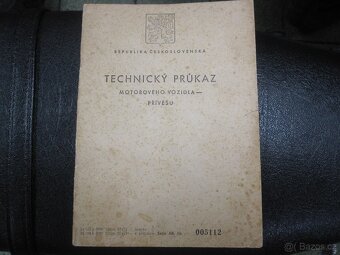 REPUBLIKA ČESKOSLOVENSKÁ
TECHNICKÝ PRŮKAZ
MOTOROVÉHO VOZIDLA —
PŘÍVĚSU
005112
Bazoš.cz